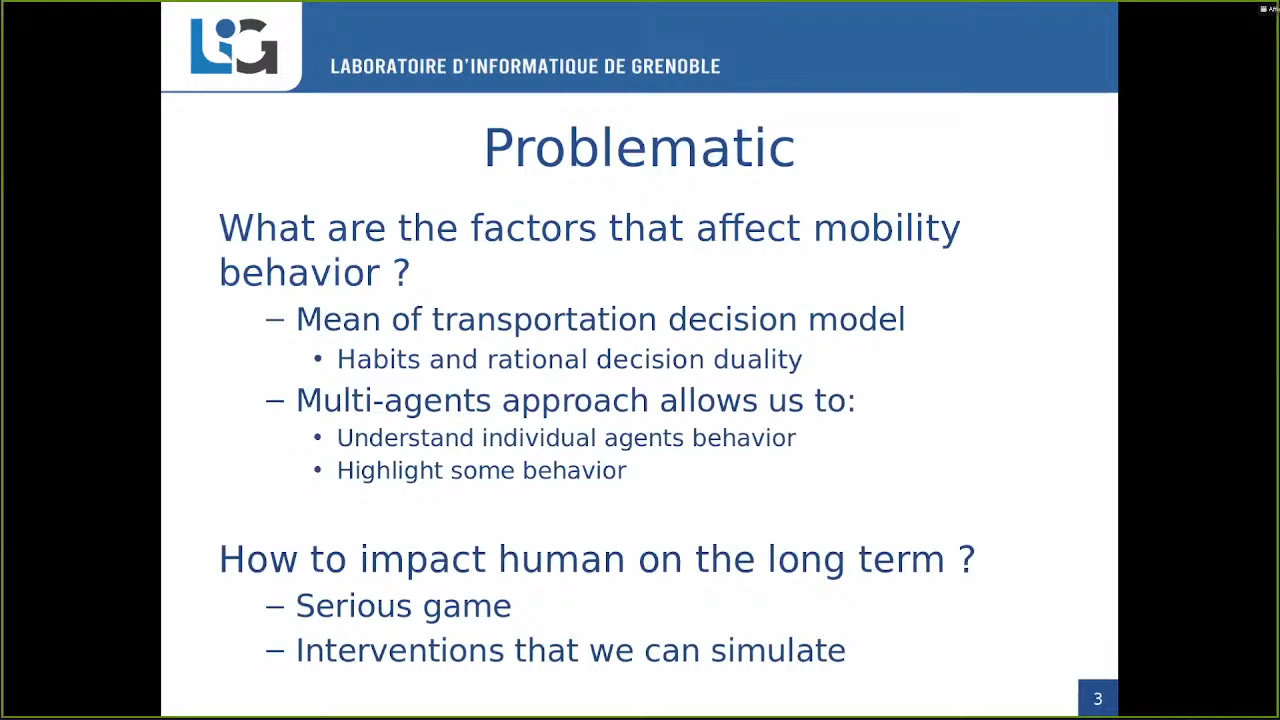 LIG
LABORATOIRE D'INFORMATIQUE DE GRENOBLE
Problematic
What are the factors that affect mobility
behavior ?
– Mean of transportation decision model
• Habits and rational decision duality
– Multi-agents approach allows us to:
• Understand individual agents behavior
• Highlight some behavior
How to impact human on the long term ?
– Serious game
– Interventions that we can simulate
3